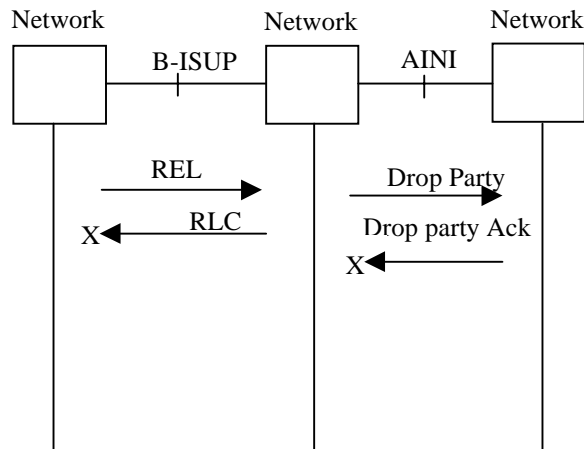 Network Network Network
B-ISUP AINI
REL Drop Party
X RLC Drop party Ack
X